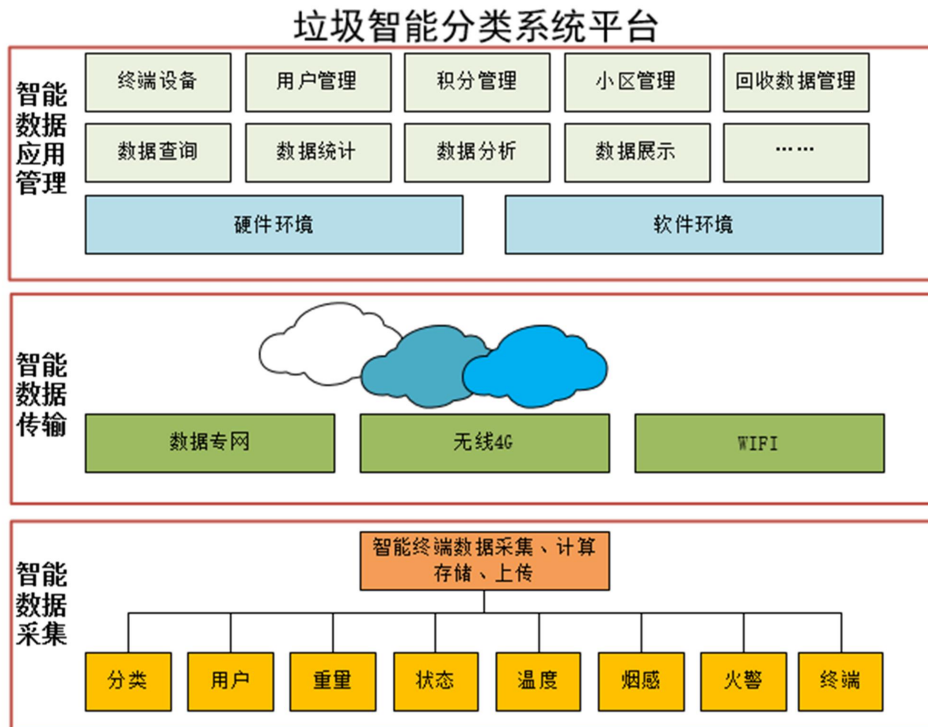 垃圾智能分类系统平台
智能
数据
应用
管理
终端设备
用户管理
积分管理
小区管理
回收数据管理
数据查询
数据统计
数据分析
数据展示
……
硬件环境
软件环境
智能
数据
传输
数据专网
无线4G
WIFI
智能
数据
采集
智能终端数据采集、计算
存储、上传
分类
用户
重量
状态
温度
烟感
火警
终端